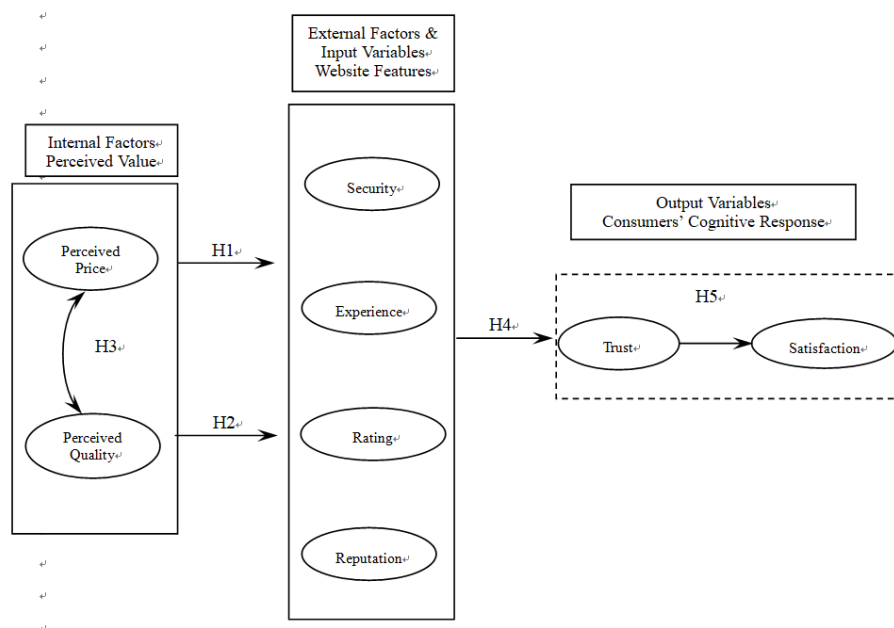 External Factors &
Input Variables
Website Features
Internal Factors
Perceived Value
Security
Output Variables
Consumers' Cognitive Response
Perceived
Price
H1
Experience
H5
H3
H4
Trust
Satisfaction
Perceived
Quality
H2
Rating
Reputation